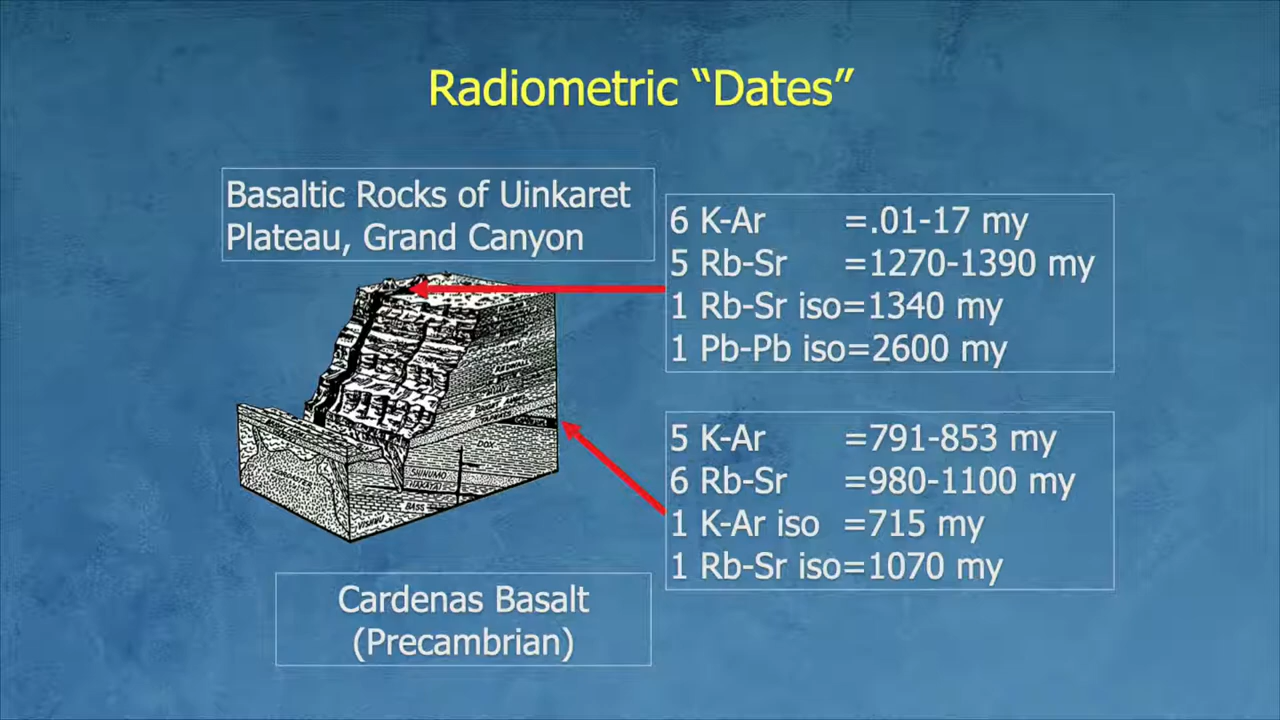 Radiometric “Dates”
Basaltic Rocks of Uinkaret
Plateau, Grand Canyon
6 K-Ar =.01-17 my
5 Rb-Sr =1270-1390 my
1 Rb-Sr iso=1340 my
1 Pb-Pb iso=2600 my
5 K-Ar =791-853 my
6 Rb-Sr =980-1100 my
1 K-Ar iso =715 my
1 Rb-Sr iso=1070 my
DOX
SHINUMO
BASS
Cardenas Basalt
(Precambrian)